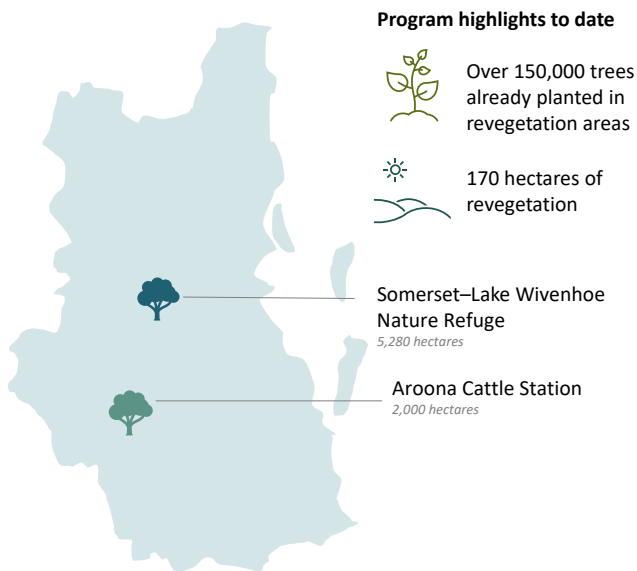 Program highlights to date
Over 150,000 trees
already planted in
revegetation areas
170 hectares of
revegetation
Somerset–Lake Wivenhoe
Nature Refuge
5,280 hectares
Aroona Cattle Station
2,000 hectares